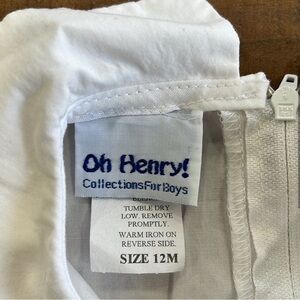 Oh Henry!
CollectionsForBoys
TUMBLE DRY
LOW. REMOVE
PROMPTLY.
WARM IRON ON
REVERSE SIDE.
SIZE 12M